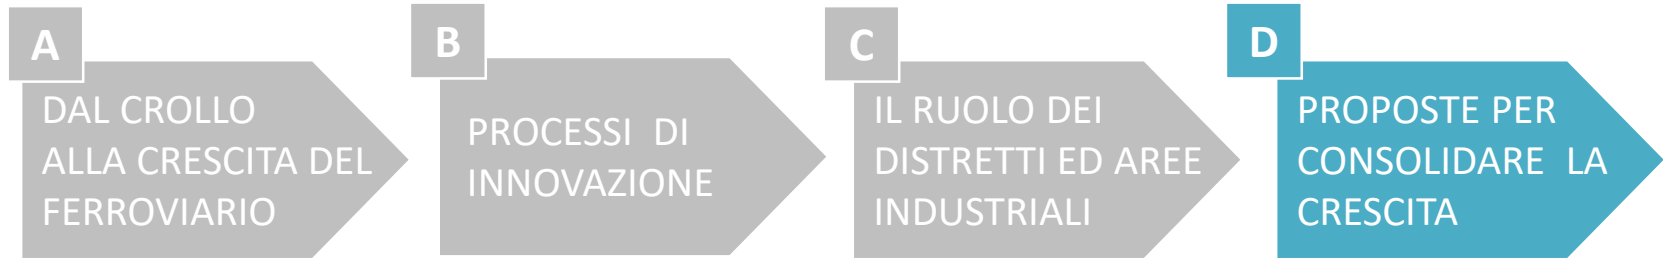 A
DAL CROLLO
ALLA CRESCITA DEL
FERROVIARIO
B
PROCESSI DI
INNOVAZIONE
C
IL RUOLO DEI
DISTRETTI ED AREE
INDUSTRIALI
D
PROPOSTE PER
CONSOLIDARE LA
CRESCITA